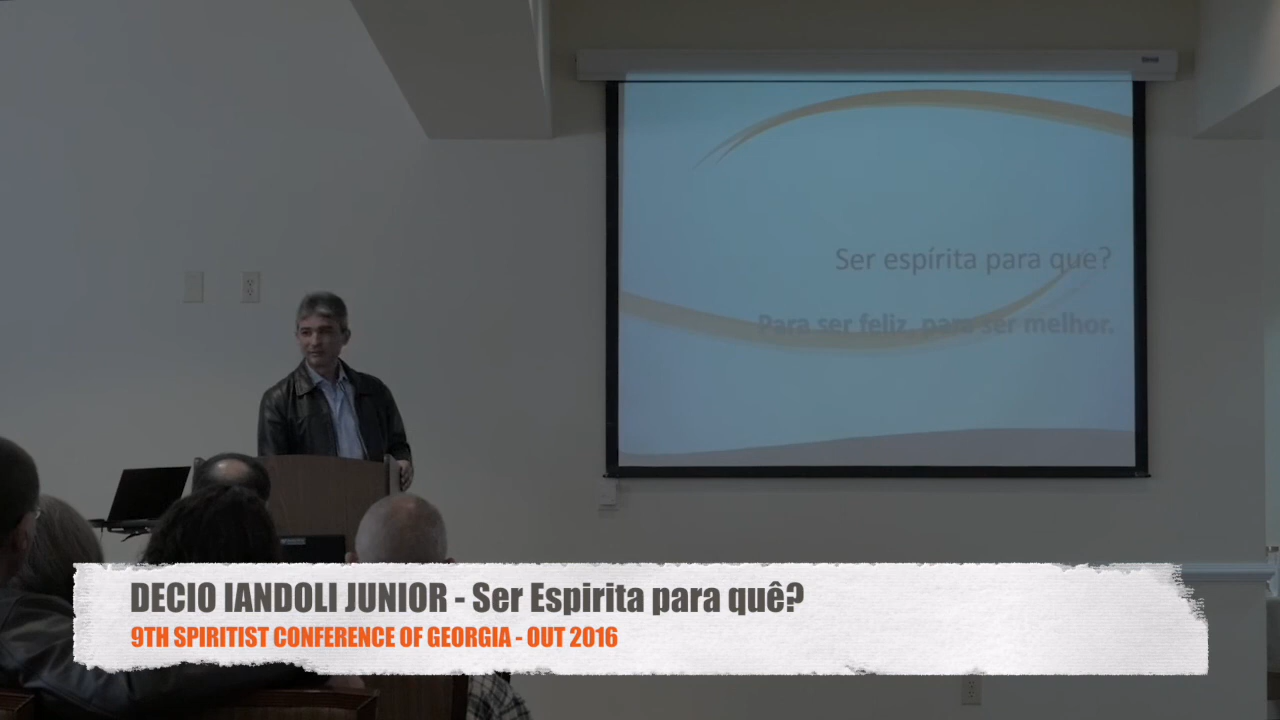 Ser espírita para que?
Para ser feliz, para ser melhor.
DECIO IANDOLI JUNIOR - Ser Espirita para quê?
9TH SPIRITIST CONFERENCE OF GEORGIA - OUT 2016